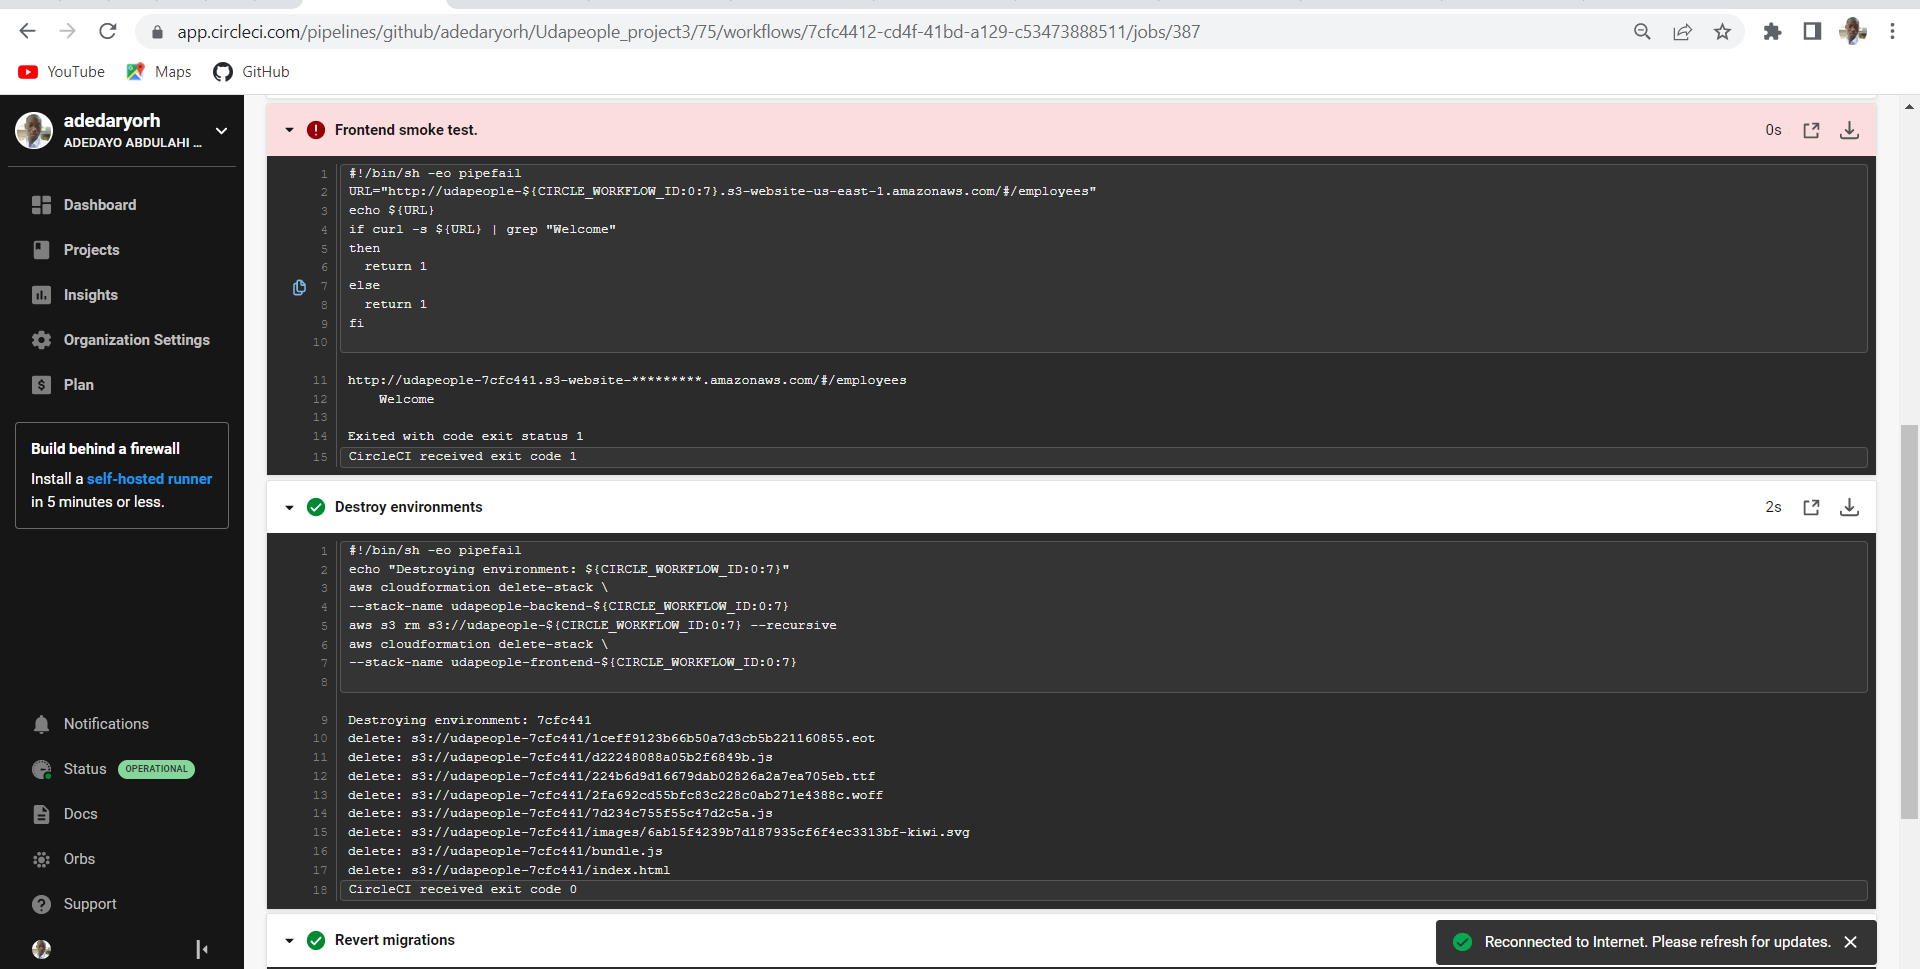 app.circleci.com/pipelines/github/adedaryorh/Udapeople_project3/75/workflows/7cfc4412-cd4f-41bd-a129-c53473888511/jobs/387
YouTube Maps GitHub
adedaryorh
ADEDAYO ABDULAHI ...
Dashboard
Projects
Insights
Organization Settings
Plan
Build behind a firewall
Install a self-hosted runner
in 5 minutes or less.
Notifications
Status OPERATIONAL
Docs
Orbs
Support
Frontend smoke test. 0s
1 #!/bin/sh -eo pipefail
2 URL="http://udapeople-${CIRCLE_WORKFLOW_ID:0:7}.s3-website-us-east-1.amazonaws.com/#/employees"
3 echo ${URL}
4 if curl -s ${URL} | grep "Welcome"
5 then
6 return 1
7 else
8 return 1
9 fi
10
11 http://udapeople-7cfc441.s3-website-*********.amazonaws.com/#/employees
12 Welcome
13
14 Exited with code exit status 1
15 CircleCI received exit code 1
Destroy environments 2s
1 #!/bin/sh -eo pipefail
2 echo "Destroying environment: ${CIRCLE_WORKFLOW_ID:0:7}"
3 aws cloudformation delete-stack \
4 --stack-name udapeople-backend-${CIRCLE_WORKFLOW_ID:0:7}
5 aws s3 rm s3://udapeople-${CIRCLE_WORKFLOW_ID:0:7} --recursive
6 aws cloudformation delete-stack \
7 --stack-name udapeople-frontend-${CIRCLE_WORKFLOW_ID:0:7}
8
9 Destroying environment: 7cfc441
10 delete: s3://udapeople-7cfc441/1ceff9123b66b50a7d3cb5b221160855.eot
11 delete: s3://udapeople-7cfc441/d22248088a05b2f6849b.js
12 delete: s3://udapeople-7cfc441/224b6d9d16679dab02826a2a7ea705eb.ttf
13 delete: s3://udapeople-7cfc441/2fa692cd55bfc83c228c0ab271e4388c.woff
14 delete: s3://udapeople-7cfc441/7d234c755f55c47d2c5a.js
15 delete: s3://udapeople-7cfc441/images/6ab15f4239b7d187935cf6f4ec3313bf-kiwi.svg
16 delete: s3://udapeople-7cfc441/bundle.js
17 delete: s3://udapeople-7cfc441/index.html
18 CircleCI received exit code 0
Revert migrations
Reconnected to Internet. Please refresh for updates.